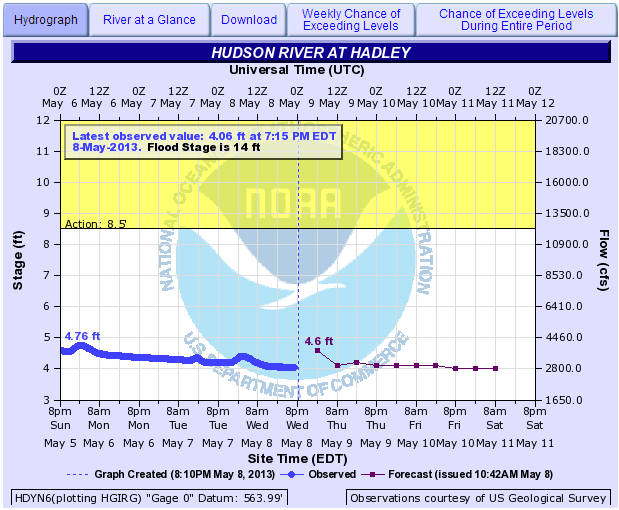 Hydrograph
River at a Glance
Download
Weekly Chance of
Exceeding Levels
Chance of Exceeding Levels
During Entire Period
HUDSON RIVER AT HADLEY
Universal Time (UTC)
0Z 12Z 0Z 12Z 0Z 12Z 0Z 12Z 0Z 12Z 0Z 12Z 0Z
May 6 May 6 May 7 May 7 May 8 May 8 May 9 May 9 May 10 May 10 May 11 May 11 May 12
Latest observed value: 4.06 ft at 7:15 PM EDT
8-May-2013. Flood Stage is 14 ft
12 20700.0
11 18300.0
10 16000.0
9 13500.0
Action: 8.5'
8 10900.0
7 8530.0
6 6410.0
5 4460.0
4 2800.0
3 1650.0
Stage (ft)
Flow (cfs)
NATIONAL OCEANIC AND ATMOSPHERIC ADMINISTRATION
NOAA
U.S. DEPARTMENT OF COMMERCE
4.76 ft
4.6 ft
8pm 8am 8pm 8am 8pm 8am 8pm 8am 8pm 8am 8pm 8am 8pm
Sun Mon Mon Tue Tue Wed Wed Thu Thu Fri Fri Sat Sat
May 5 May 6 May 6 May 7 May 7 May 8 May 8 May 9 May 9 May 10 May 10 May 11 May 11
Site Time (EDT)
Graph Created (8:10PM May 8, 2013) Observed Forecast (issued 10:42AM May 8)
HDYN6(plotting HGIRG) "Gage 0" Datum: 563.99'
Observations courtesy of US Geological Survey